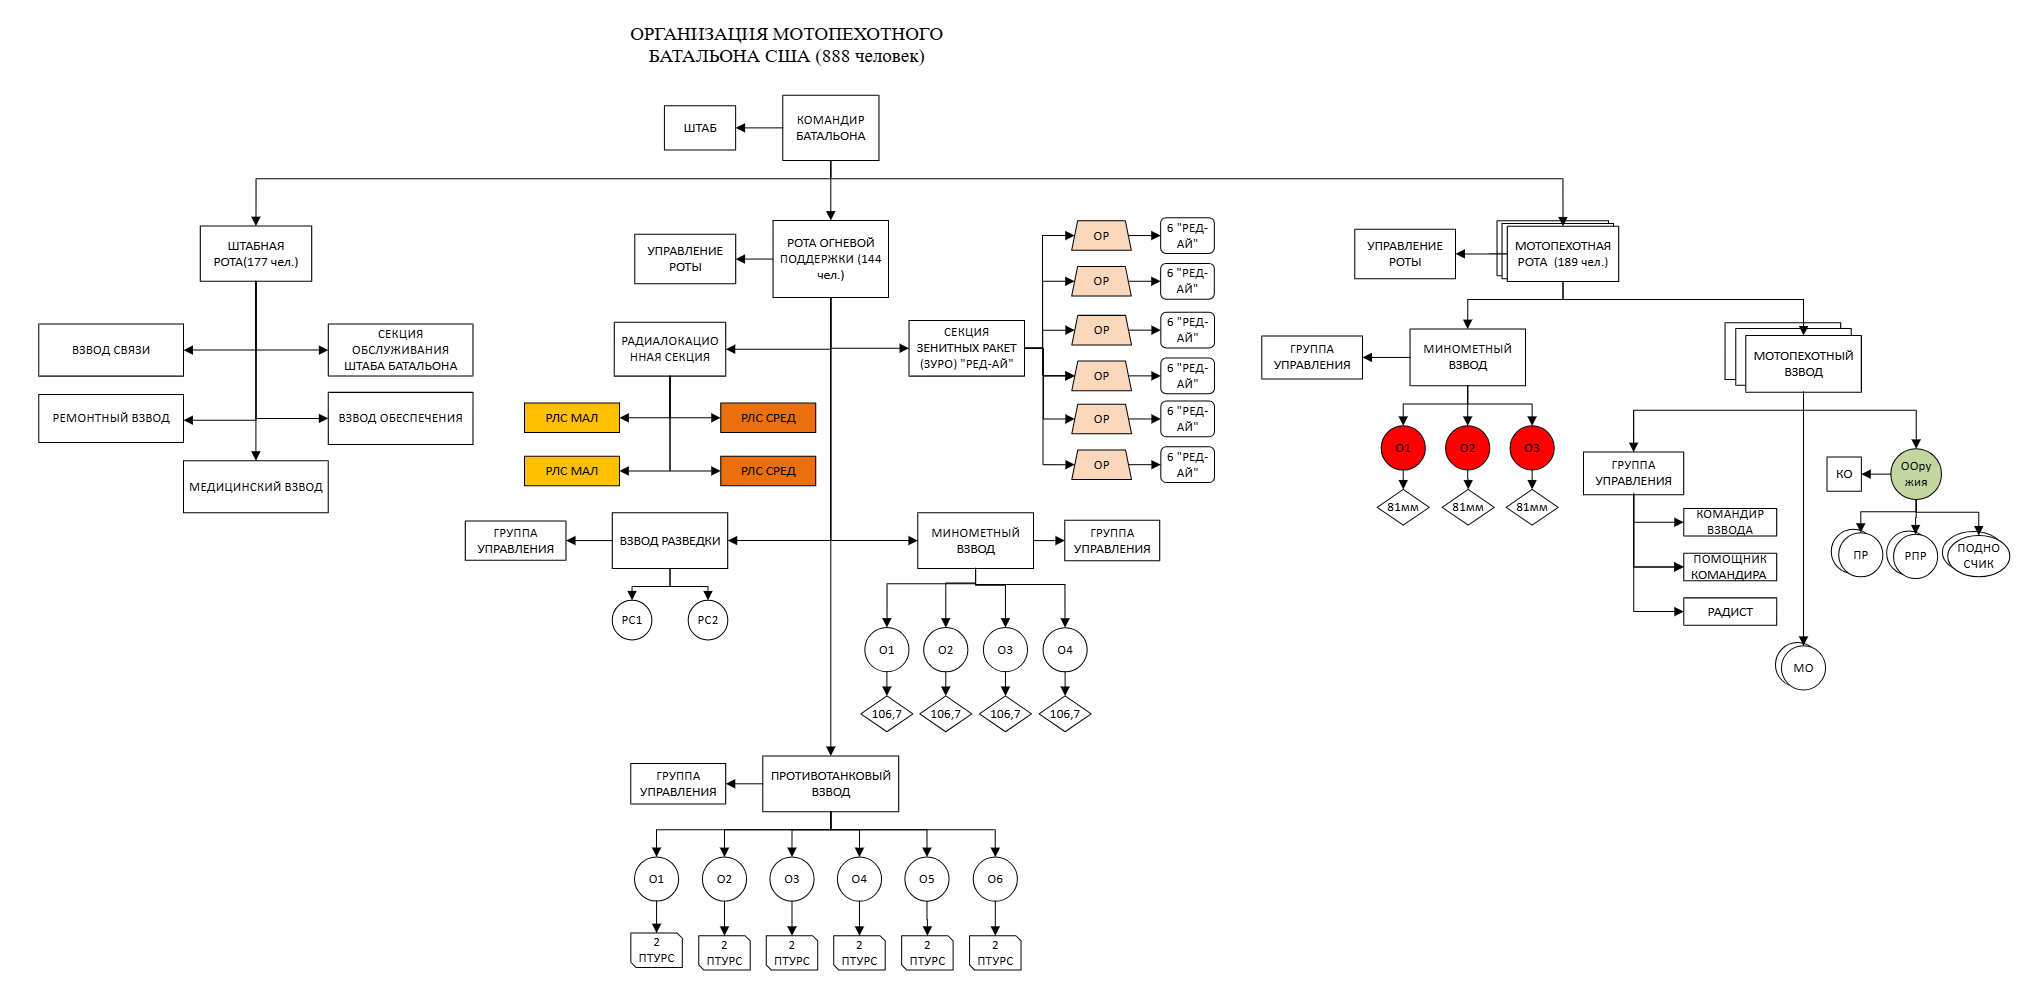 ОРГАНИЗАЦИЯ МОТОПЕХОТНОГО
БАТАЛЬОНА США (888 человек)
ШТАБ
КОМАНДИР
БАТАЛЬОНА
ШТАБНАЯ
РОТА(177 чел.)
ВЗВОД СВЯЗИ
СЕКЦИЯ
ОБСЛУЖИВАНИЯ
ШТАБА БАТАЛЬОНА
РЕМОНТНЫЙ ВЗВОД
ВЗВОД ОБЕСПЕЧЕНИЯ
МЕДИЦИНСКИЙ ВЗВОД
УПРАВЛЕНИЕ
РОТЫ
РОТА ОГНЕВОЙ
ПОДДЕРЖКИ (144
чел.)
РАДИАЛОКАЦИО
ННАЯ СЕКЦИЯ
РЛС МАЛ
РЛС СРЕД
РЛС МАЛ
РЛС СРЕД
СЕКЦИЯ
ЗЕНИТНЫХ РАКЕТ
(ЗУРО) "РЕД-АЙ"
ОР
6 "РЕД-
АЙ"
ОР
6 "РЕД-
АЙ"
ОР
6 "РЕД-
АЙ"
ОР
6 "РЕД-
АЙ"
ОР
6 "РЕД-
АЙ"
ОР
6 "РЕД-
АЙ"
ГРУППА
УПРАВЛЕНИЯ
ВЗВОД РАЗВЕДКИ
РС1
РС2
МИНОМЕТНЫЙ
ВЗВОД
ГРУППА
УПРАВЛЕНИЯ
О1
О2
О3
О4
106,7
106,7
106,7
106,7
ГРУППА
УПРАВЛЕНИЯ
ПРОТИВОТАНКОВЫЙ
ВЗВОД
О1
О2
О3
О4
О5
О6
2
ПТУРС
2
ПТУРС
2
ПТУРС
2
ПТУРС
2
ПТУРС
2
ПТУРС
УПРАВЛЕНИЕ
РОТЫ
МОТОПЕХОТНАЯ
РОТА (189 чел.)
ГРУППА
УПРАВЛЕНИЯ
МИНОМЕТНЫЙ
ВЗВОД
О1
О2
О3
81мм
81мм
81мм
МОТОПЕХОТНЫЙ
ВЗВОД
ГРУППА
УПРАВЛЕНИЯ
КОМАНДИР
ВЗВОДА
ПОМОЩНИК
КОМАНДИРА
РАДИСТ
КО
ООру
жия
ПР
РПР
ПОДНО
СЧИК
МО